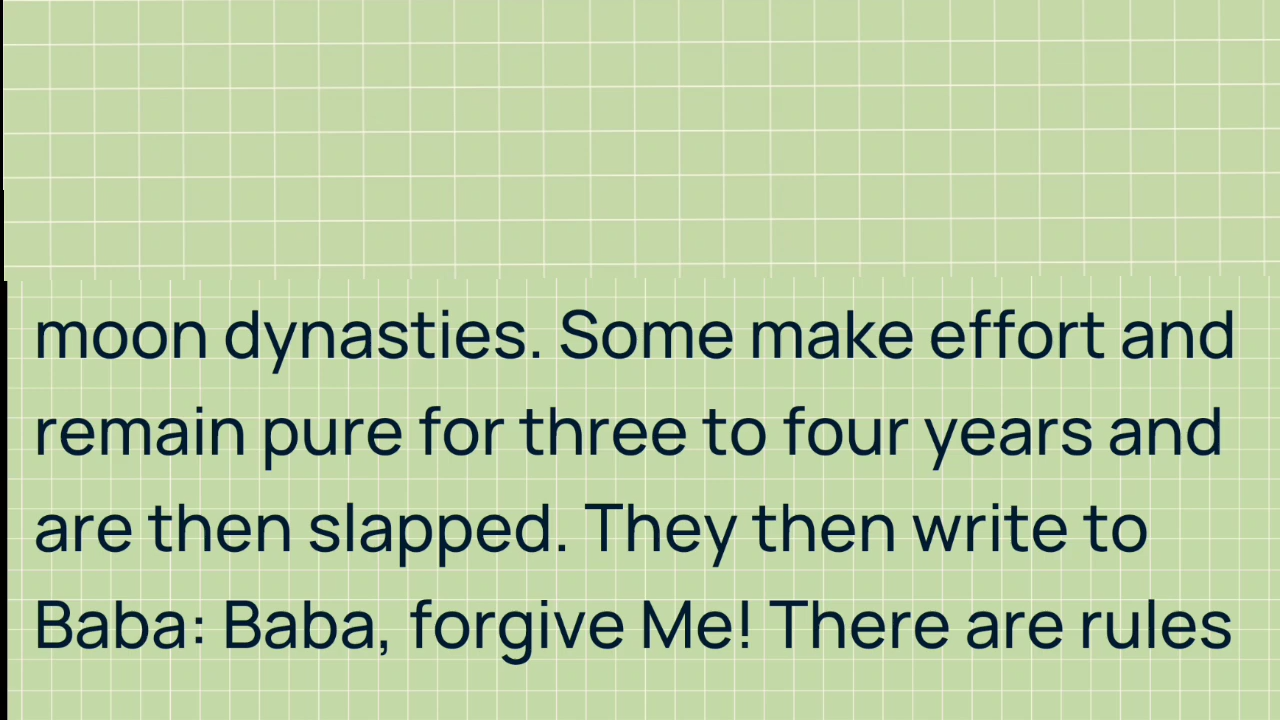 moon dynasties. Some make effort and
remain pure for three to four years and
are then slapped. They then write to
Baba: Baba, forgive Me! There are rules